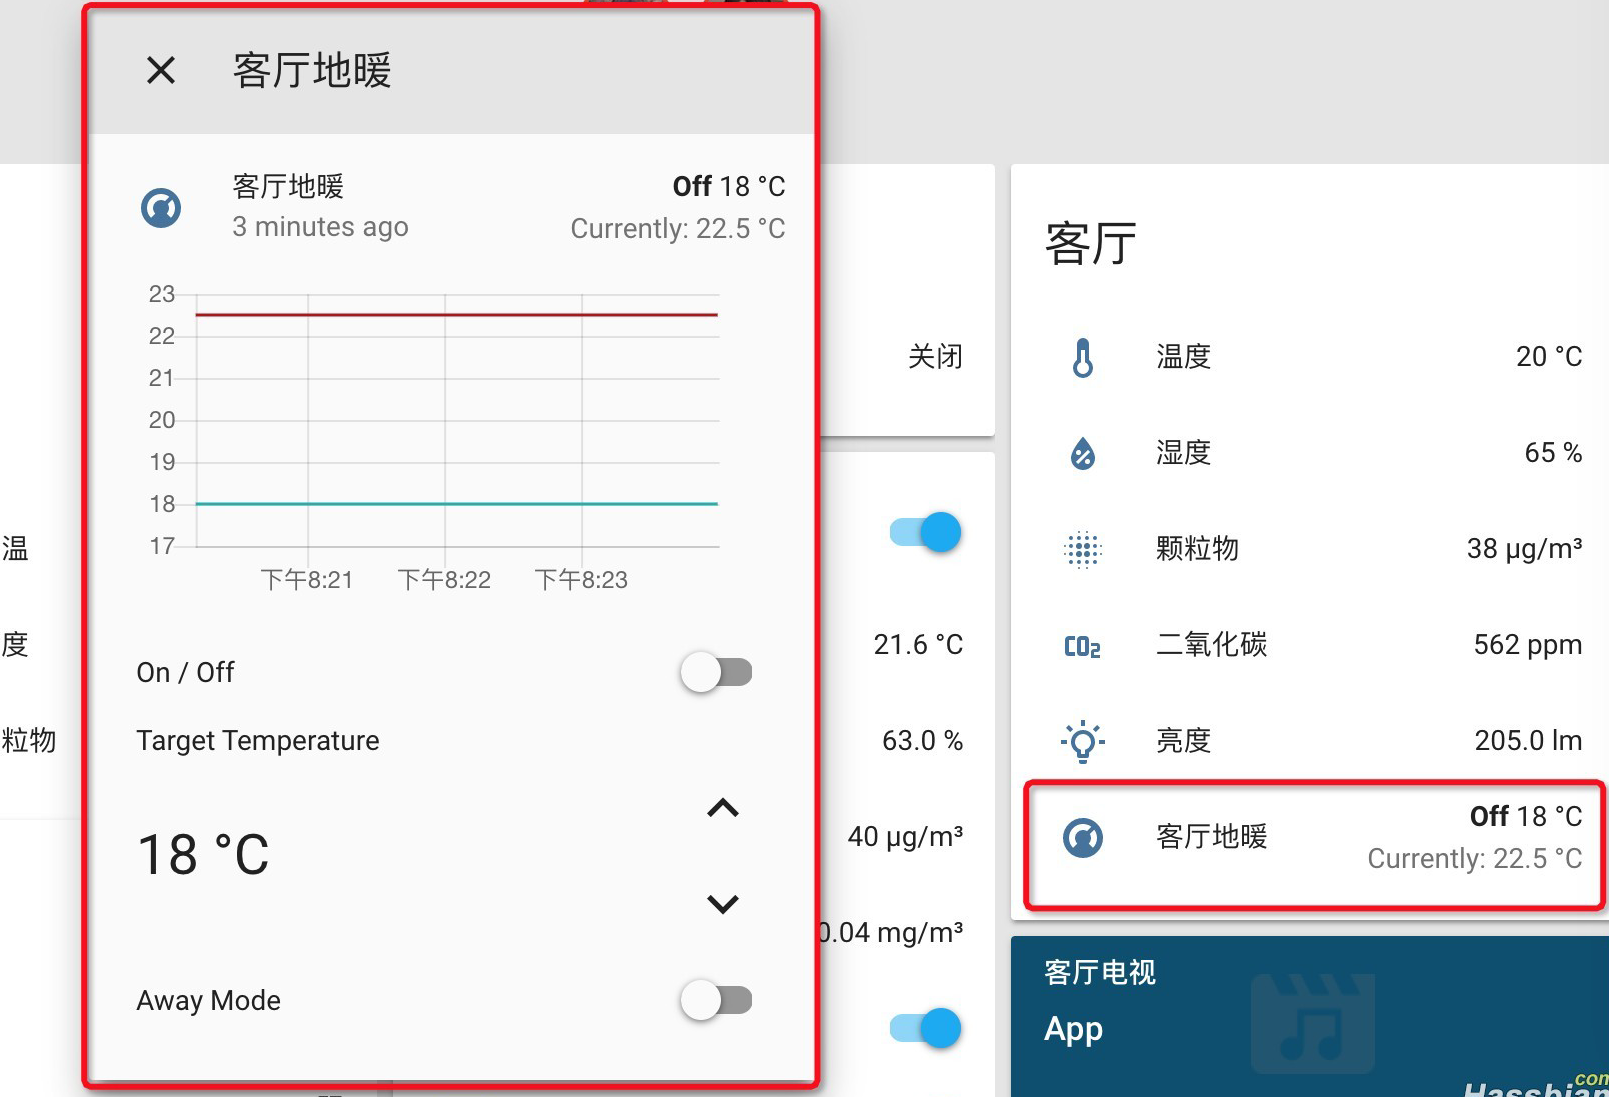 客厅地暖
客厅地暖
Off 18 °C
3 minutes ago
Currently: 22.5 °C
23
22
21
20
19
18
17
下午8:21
下午8:22
下午8:23
On / Off
Target Temperature
18 °C
Away Mode
温
度
粒物
关闭
21.6 °C
63.0 %
40 µg/m³
0.04 mg/m³
客厅
温度
20 °C
湿度
65 %
颗粒物
38 µg/m³
CO₂
二氧化碳
562 ppm
亮度
205.0 lm
客厅地暖
Off 18 °C
Currently: 22.5 °C
客厅电视
App
com
Hassbian